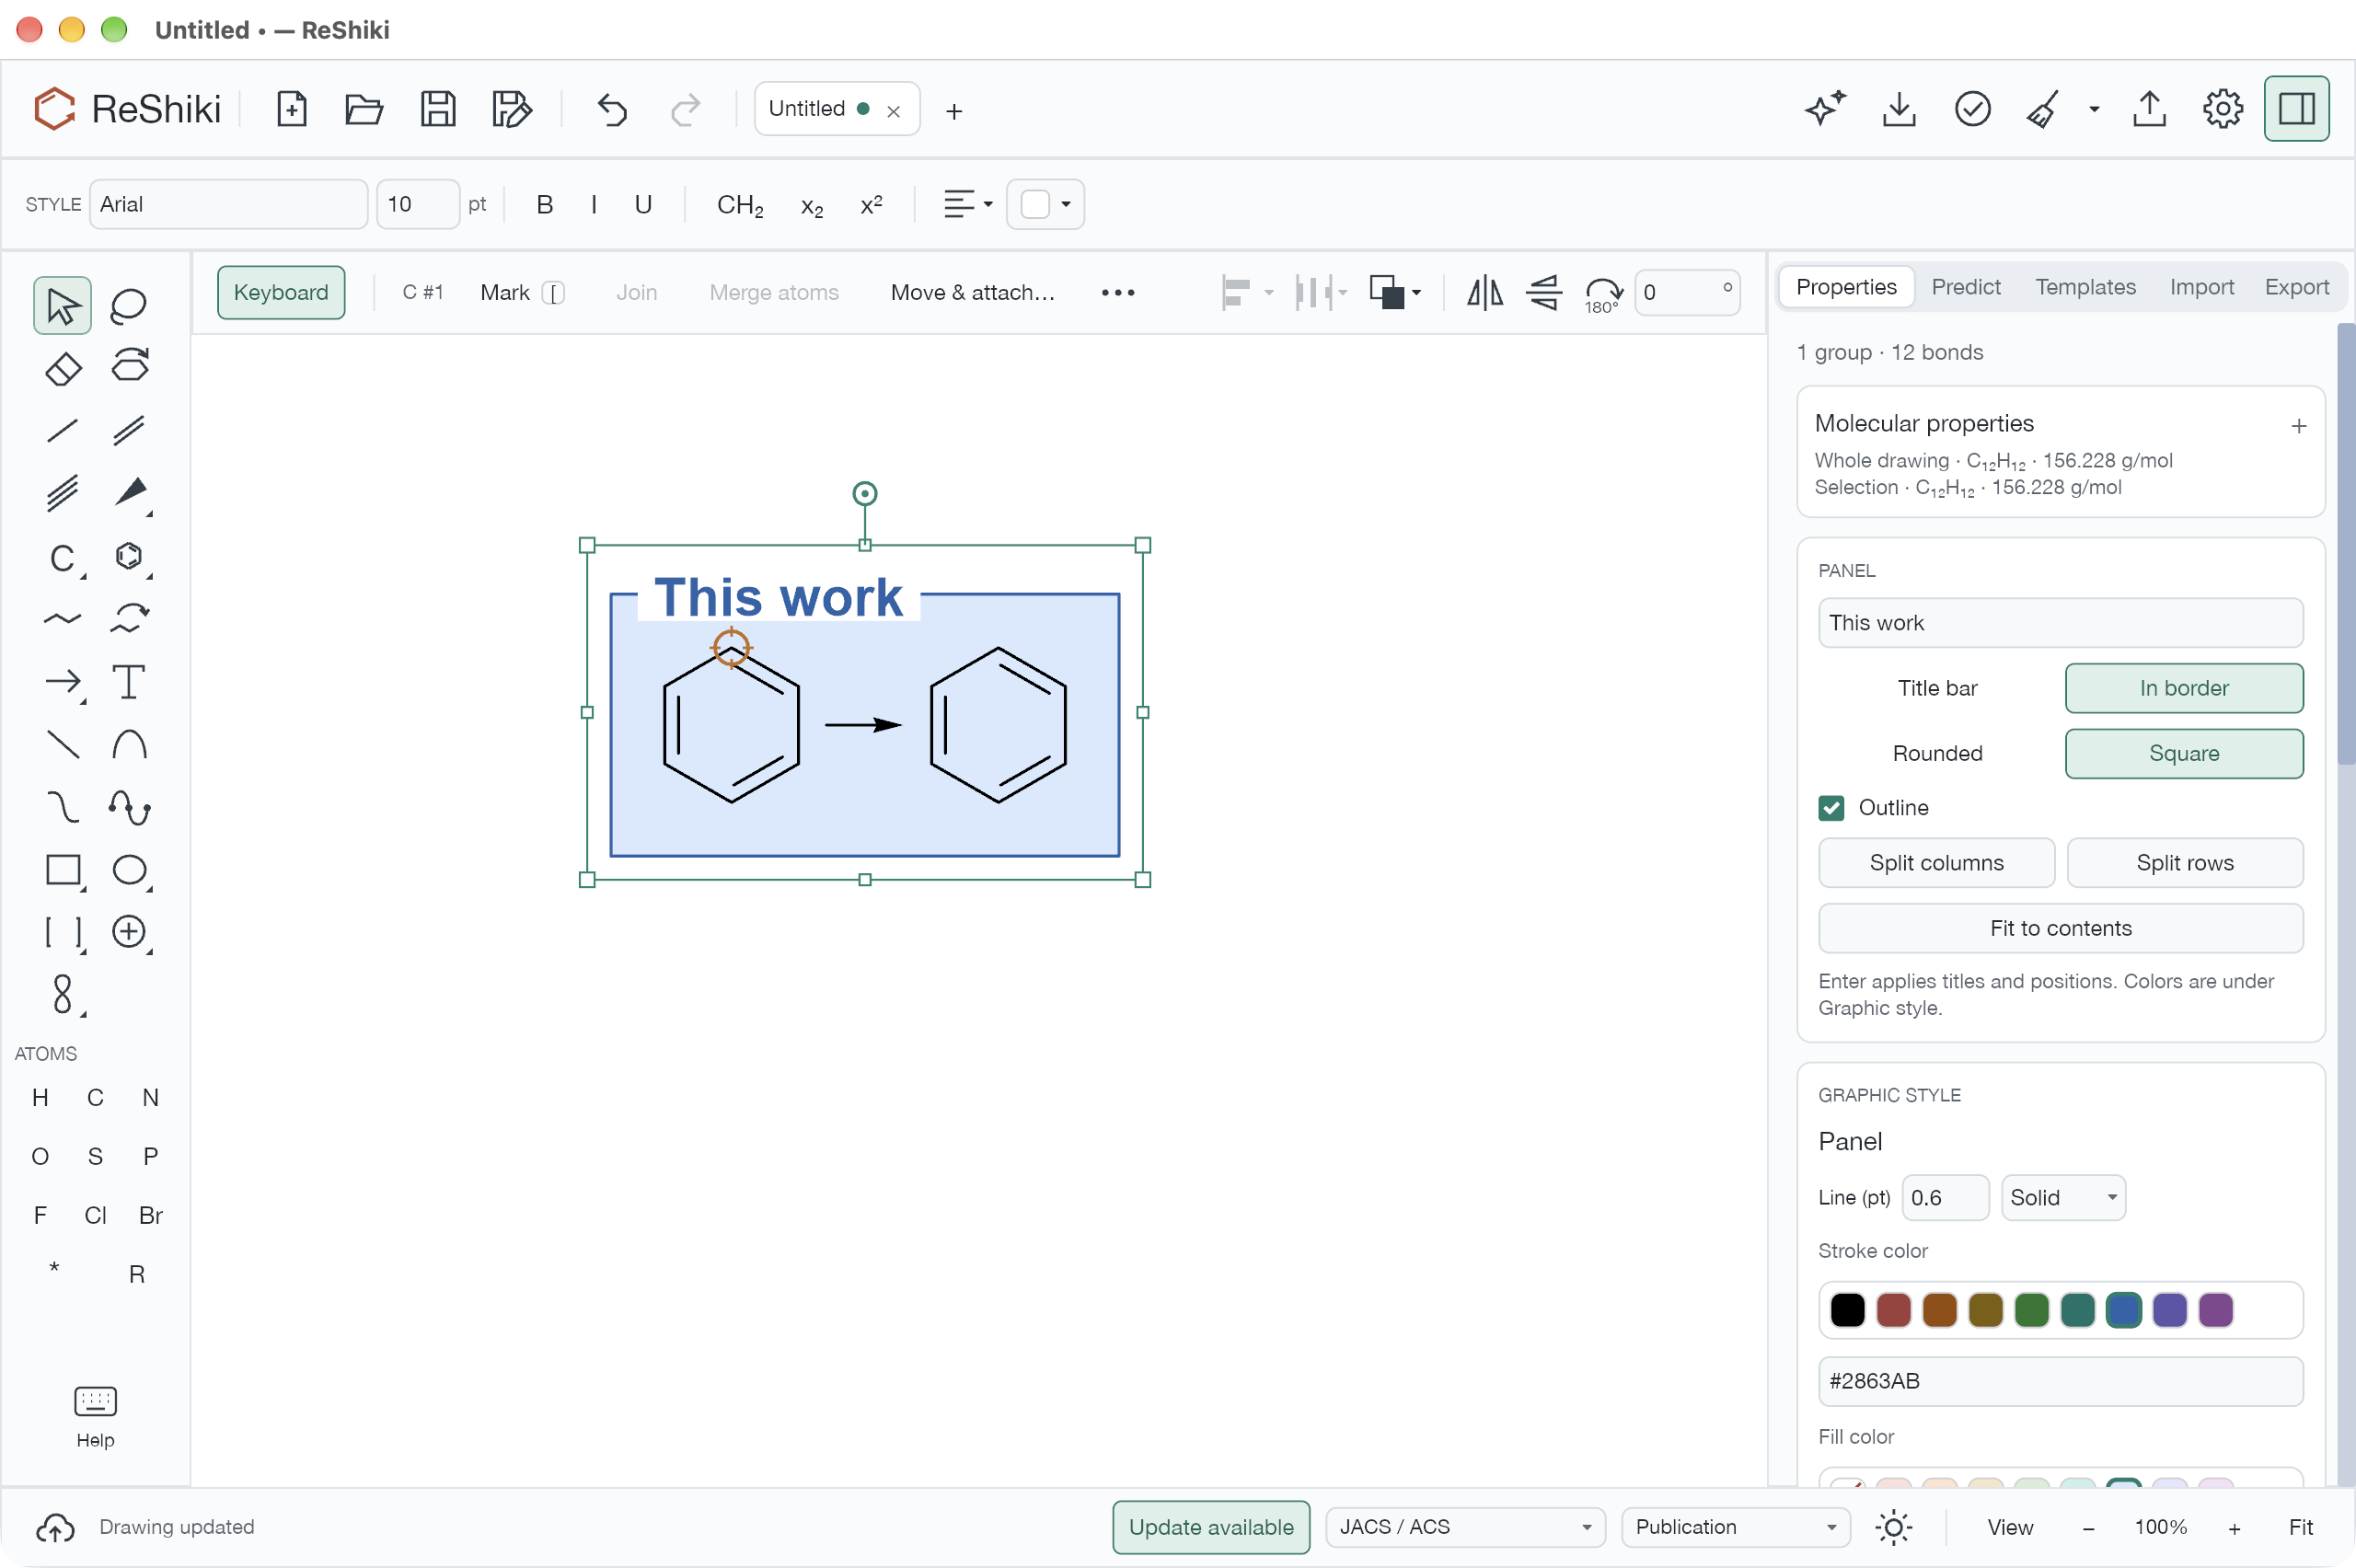 Untitled • — ReShiki
ReShiki
Untitled
STYLE Arial 10 pt B I U CH₂ x₂ x²
Keyboard C #1 Mark [ Join Merge atoms Move & attach… ••• 180° 0 °
Properties Predict Templates Import Export
1 group · 12 bonds
Molecular properties +
Whole drawing · C₁₂H₁₂ · 156.228 g/mol
Selection · C₁₂H₁₂ · 156.228 g/mol
PANEL
This work
Title bar In border
Rounded Square
Outline
Split columns Split rows
Fit to contents
Enter applies titles and positions. Colors are under
Graphic style.
GRAPHIC STYLE
Panel
Line (pt) 0.6 Solid
Stroke color
#2863AB
Fill color
This work
C
T
[ ]
ATOMS
H C N
O S P
F Cl Br
* R
Help
Drawing updated
Update available JACS / ACS Publication View − 100% + Fit